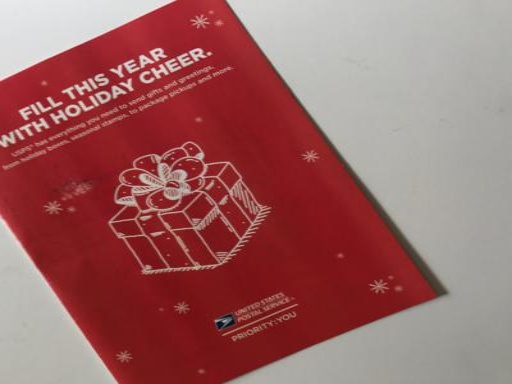 FILL THIS YEAR
WITH HOLIDAY CHEER.
USPS® has everything you need to send gifts and greetings,
from holiday boxes, seasonal stamps, to package pickups and more.
UNITED STATES
POSTAL SERVICE®
PRIORITY:YOU